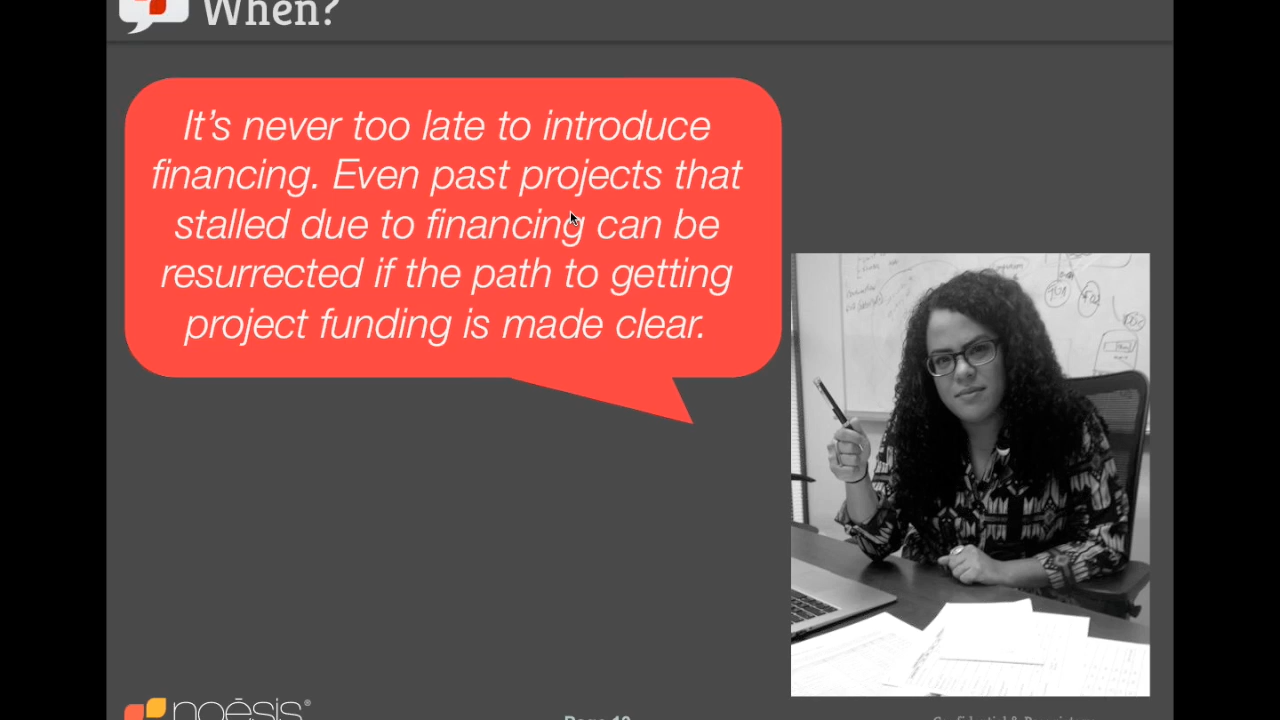 When?
It's never too late to introduce
financing. Even past projects that
stalled due to financing can be
resurrected if the path to getting
project funding is made clear.
noēsis®